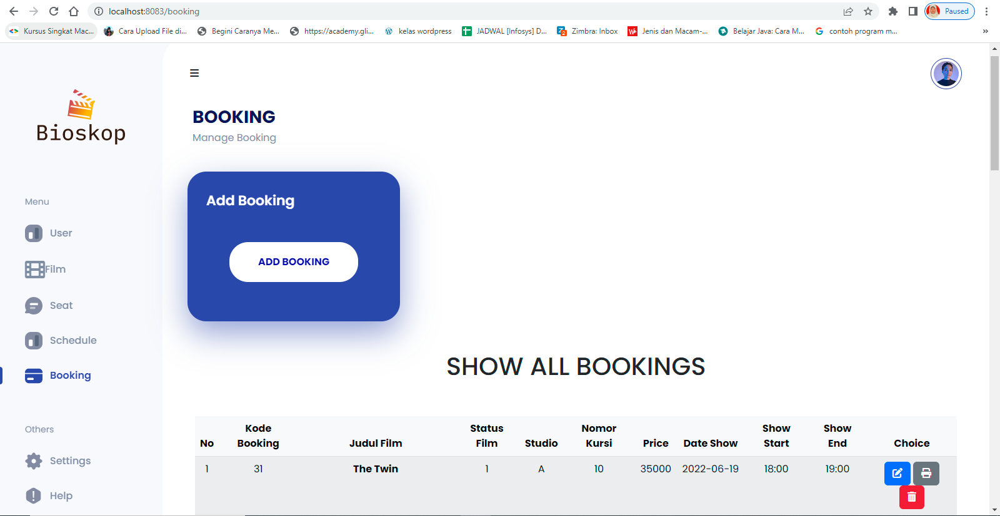 localhost:8083/booking
Paused
Kursus Singkat Mac...
Cara Upload File di...
Begini Caranya Me...
https://academy.gli...
kelas wordpress
JADWAL [Infosys] D...
Zimbra: Inbox
Jenis dan Macam-...
Belajar Java: Cara M...
contoh program m...
»
Bioskop
Menu
User
Film
Seat
Schedule
Booking
Others
Settings
Help
BOOKING
Manage Booking
Add Booking
ADD BOOKING
SHOW ALL BOOKINGS
No Kode Booking Judul Film Status Film Studio Nomor Kursi Price Date Show Show Start Show End Choice
1 31 The Twin 1 A 10 35000 2022-06-19 18:00 19:00